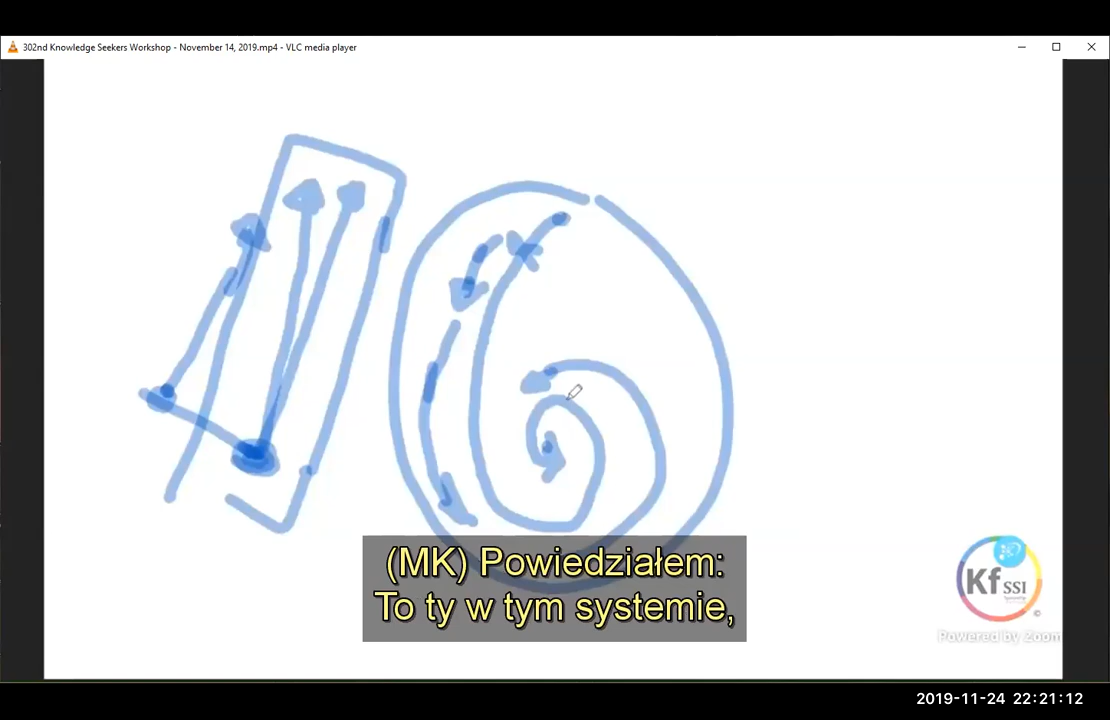 302nd Knowledge Seekers Workshop - November 14, 2019.mp4 - VLC media player
(MK) Powiedziałem:
To ty w tym systemie,
Kf SSI
©
Powered by Zoom
2019-11-24 22:21:12